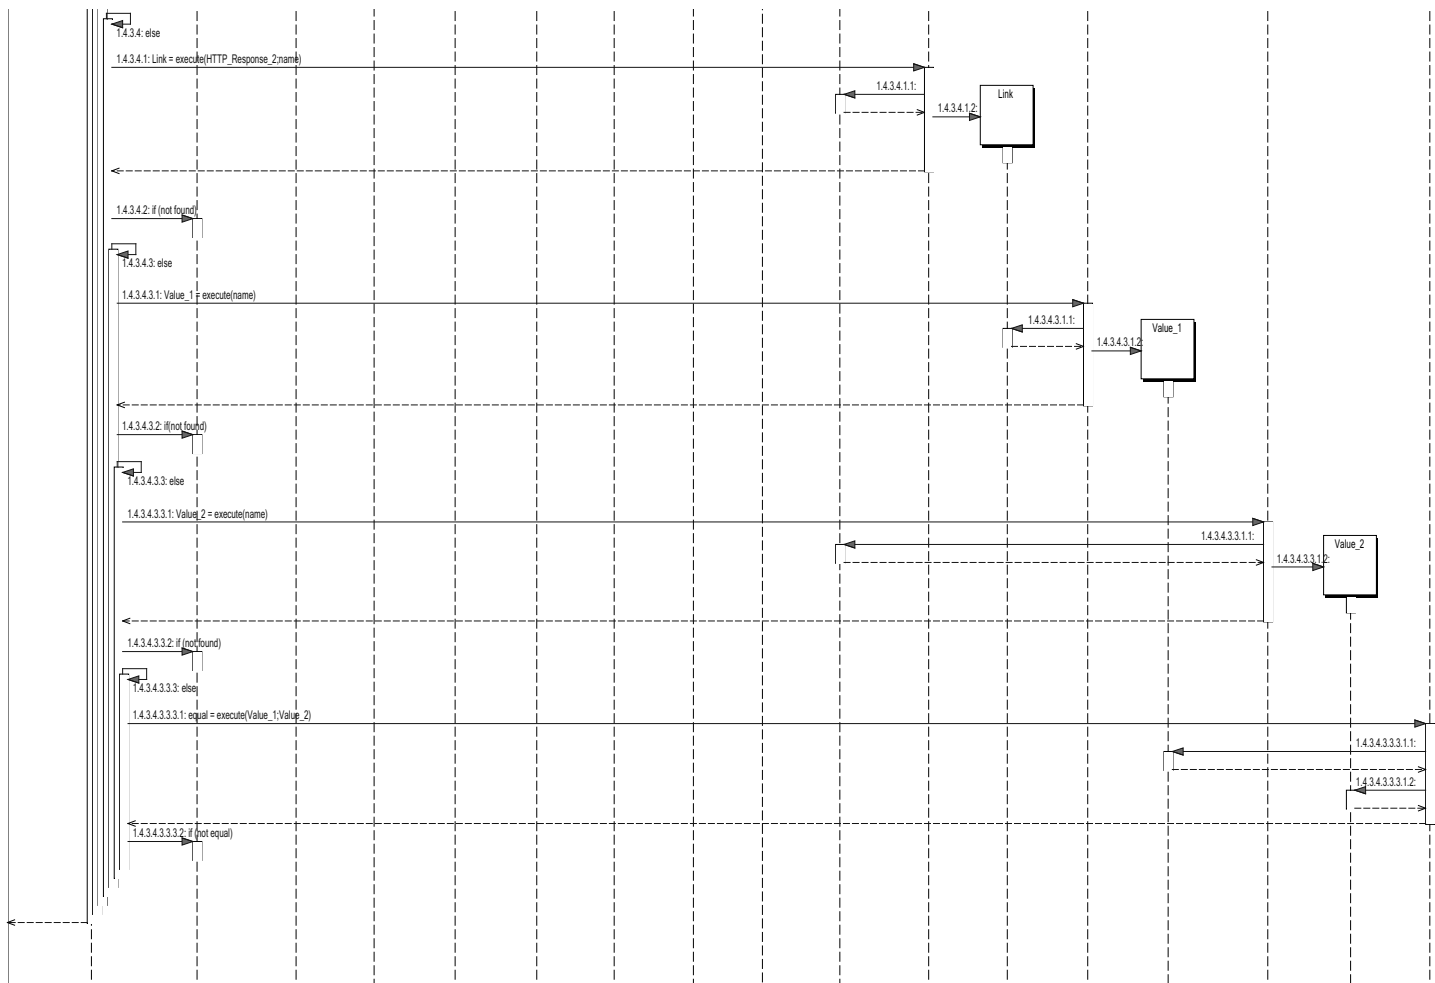 1.4.3.4: else
1.4.3.4.1: Link = execute(HTTP_Response_2;name)
1.4.3.4.1.1:
Link
1.4.3.4.1.2:
1.4.3.4.2: if (not found)
1.4.3.4.3: else
1.4.3.4.3.1: Value_1 = execute(name)
1.4.3.4.3.1.1:
Value_1
1.4.3.4.3.1.2:
1.4.3.4.3.2: if(not found)
1.4.3.4.3.3: else
1.4.3.4.3.3.1: Value_2 = execute(name)
1.4.3.4.3.3.1.1:
Value_2
1.4.3.4.3.3.1.2:
1.4.3.4.3.3.2: if (not found)
1.4.3.4.3.3.3: else
1.4.3.4.3.3.3.1: equal = execute(Value_1;Value_2)
1.4.3.4.3.3.3.1.1:
1.4.3.4.3.3.3.1.2:
1.4.3.4.3.3.3.2: if (not equal)